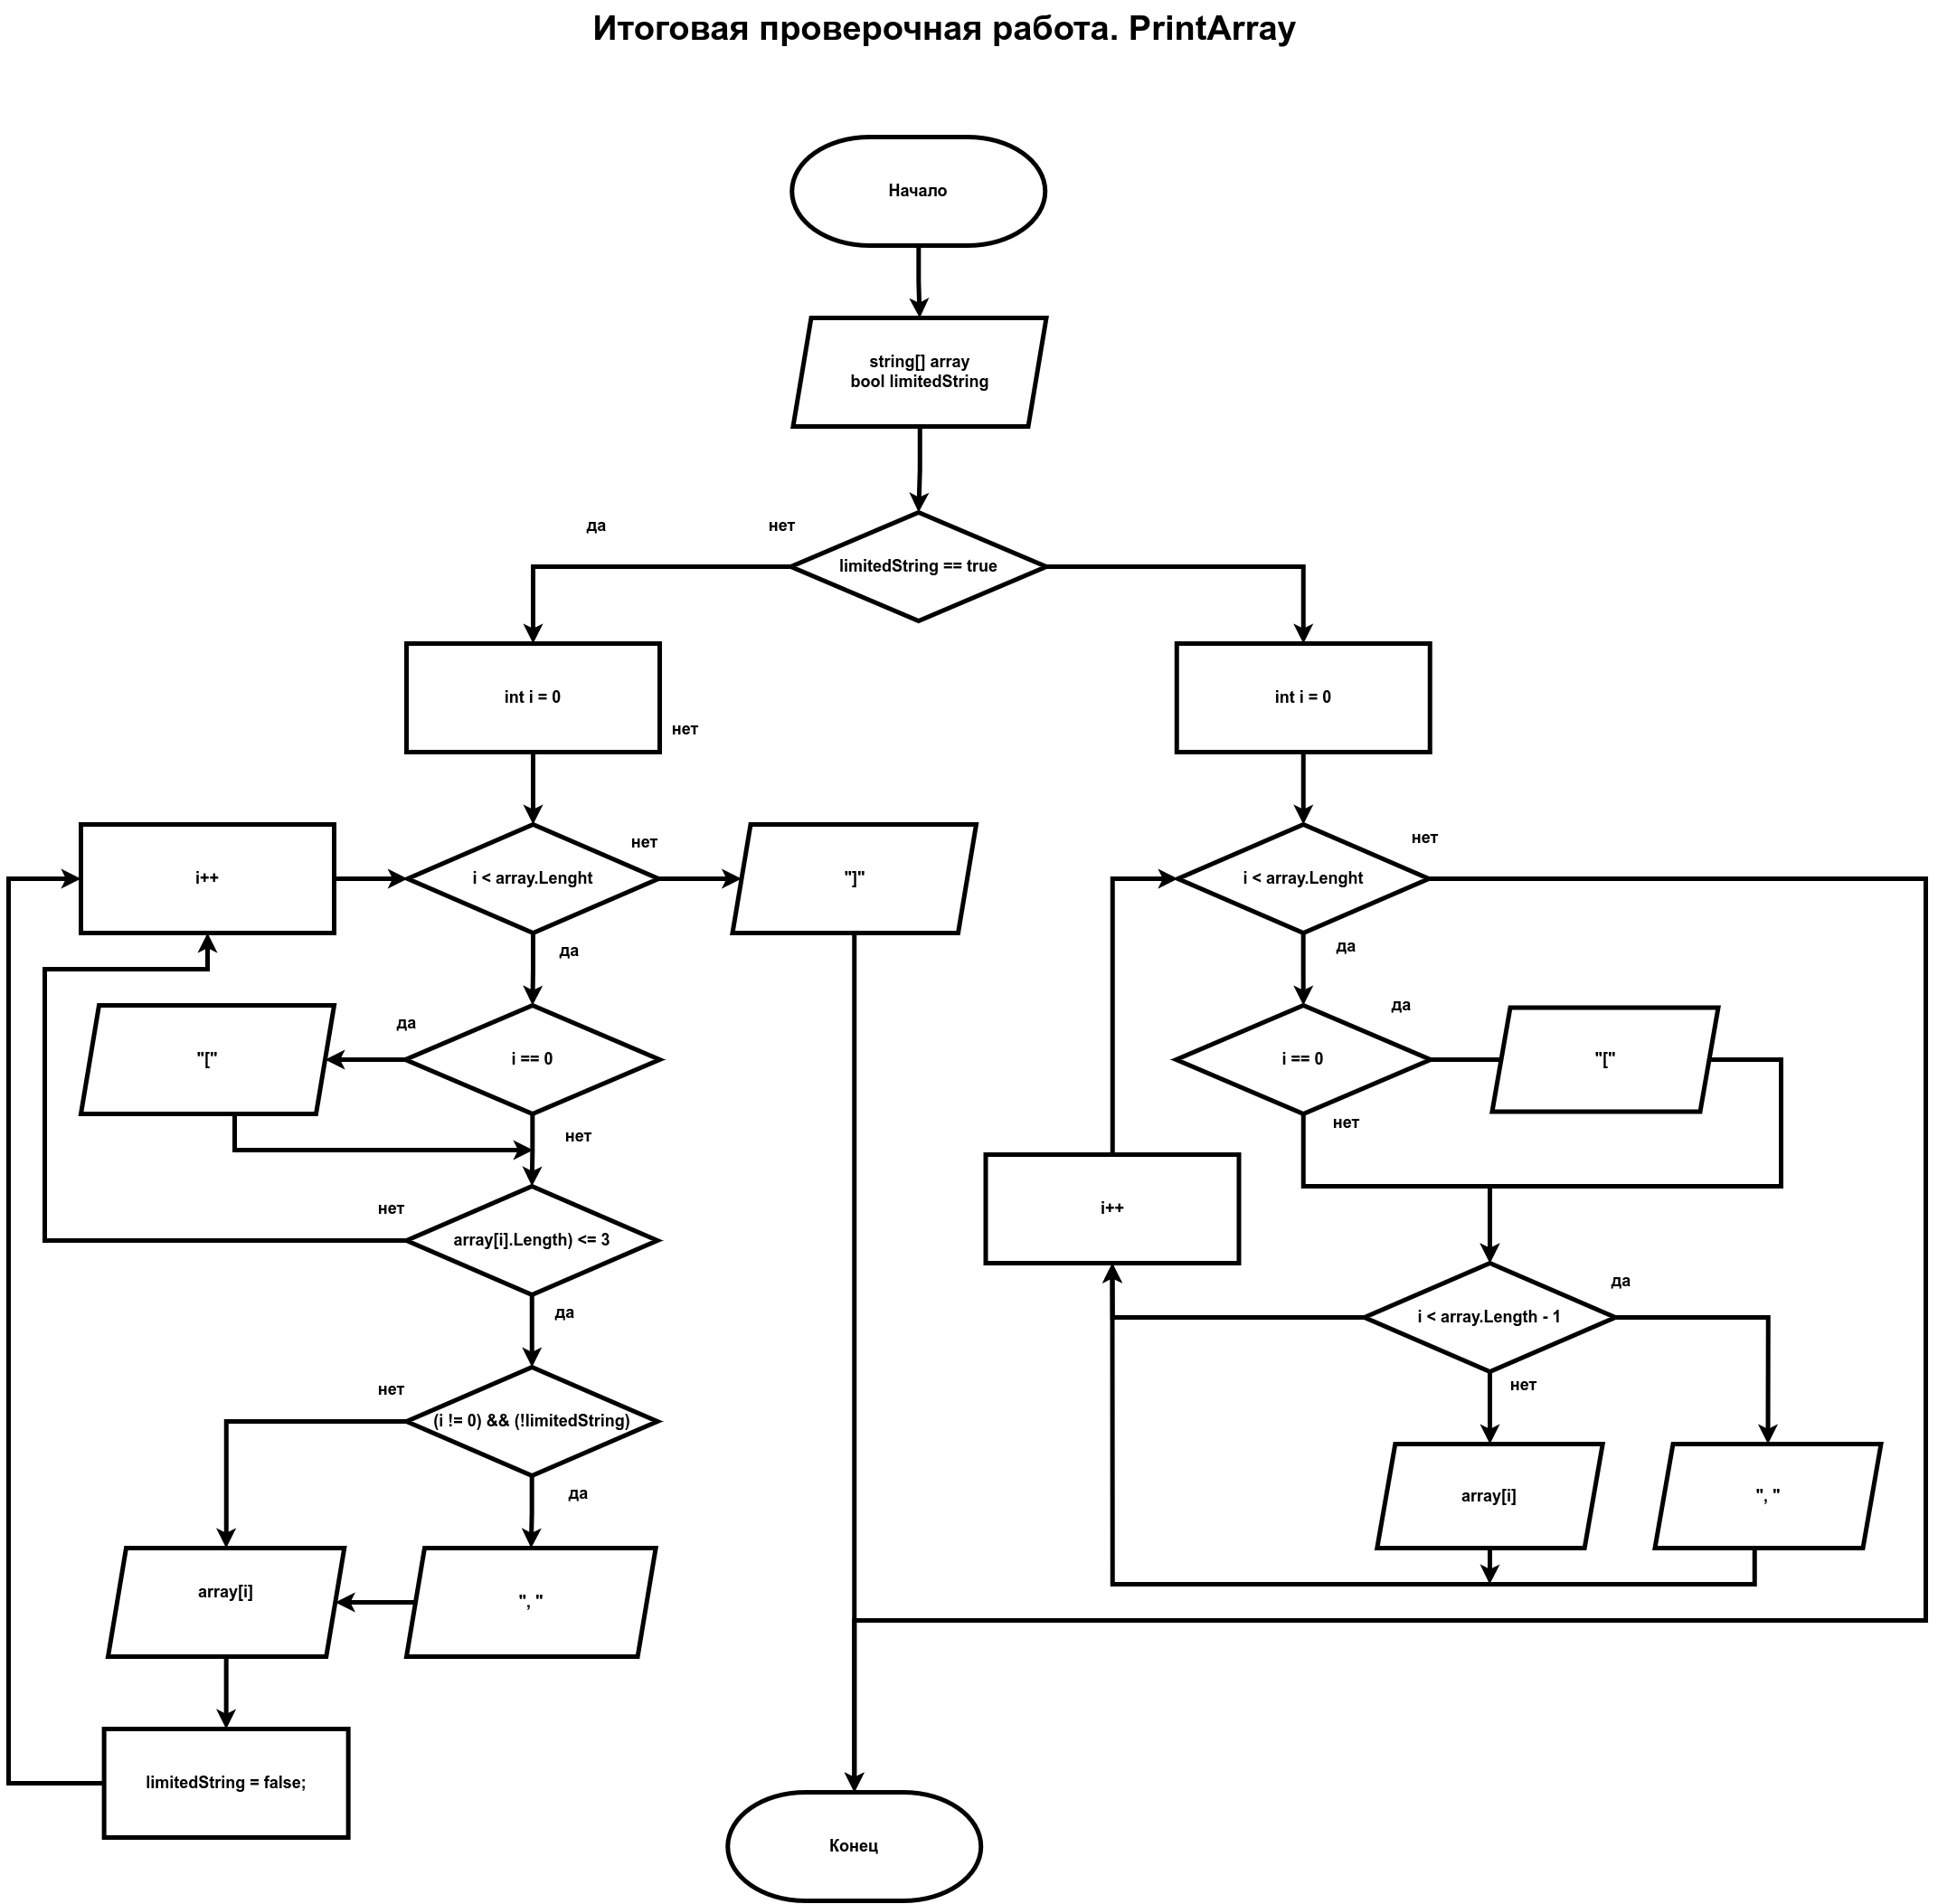 Итоговая проверочная работа. PrintArray
Начало
string[] array
bool limitedString
да
нет
limitedString == true
int i = 0
int i = 0
нет
нет
нет
i++
i < array.Lenght
"]"
i < array.Lenght
да
да
да
да
"["
i == 0
i == 0
"["
нет
нет
нет
i++
array[i].Length) <= 3
да
да
i < array.Length - 1
нет
нет
(i != 0) && (!limitedString)
да
array[i]
", "
array[i]
", "
limitedString = false;
Конец